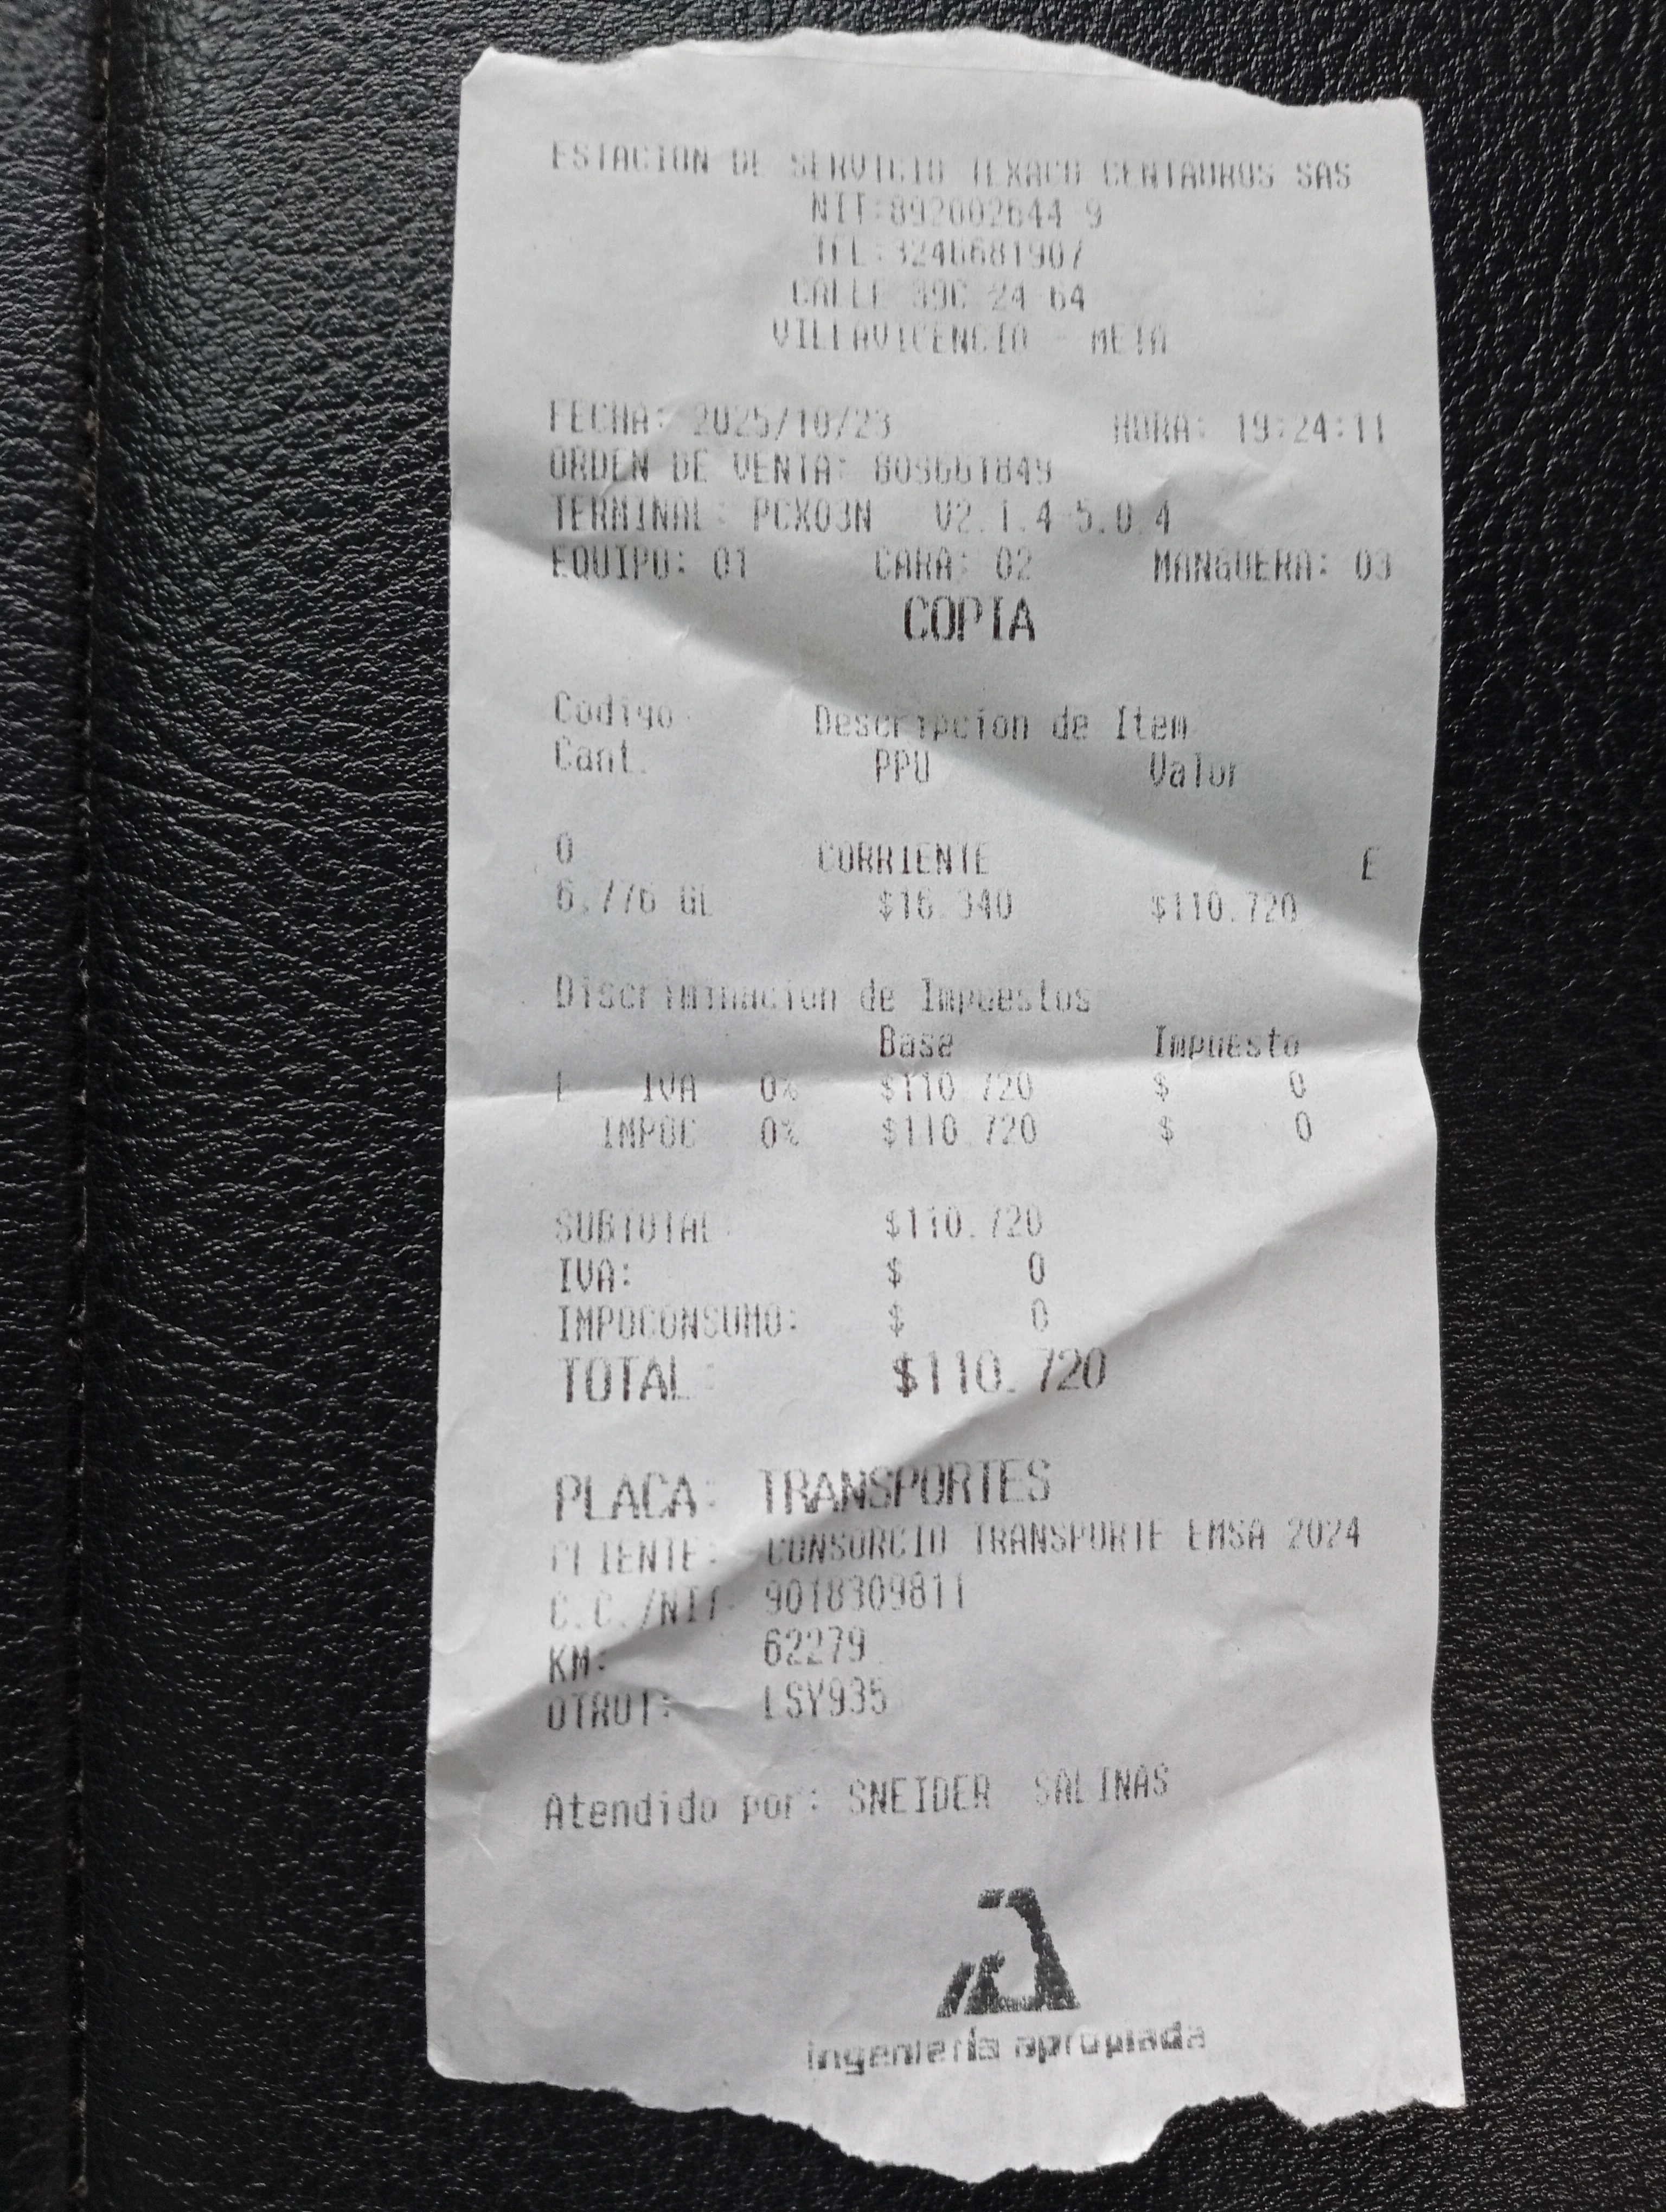 ESTACION DE SERVICIO TEXACO CENTAUROS SAS
NIT:892002644-9
TEL:3246681907
CALLE 39C 24 64
VILLAVICENCIO - META
FECHA: 2025/10/23 HORA: 19:24:11
ORDEN DE VENTA: 809661849
TERMINAL: PCX03N V2.1.4-5.0.4
EQUIPO: 01 CARA: 02 MANGUERA: 03
COPIA
Codigo Descripcion de Item
Cant. PPU Valor
0 CORRIENTE E
6.776 GL $16.340 $110.720
Discriminacion de Impuestos
Base Impuesto
E IVA 0% $110.720 $ 0
IMPOC 0% $110.720 $ 0
SUBTOTAL: $110.720
IVA: $ 0
IMPOCONSUMO: $ 0
TOTAL: $110.720
PLACA: TRANSPORTES
CLIENTE: CONSORCIO TRANSPORTE EMSA 2024
C.C./NIT: 9018309811
KM: 62279
OTRO1: LSY935
Atendido por: SNEIDER SALINAS
ingeniería apropiada